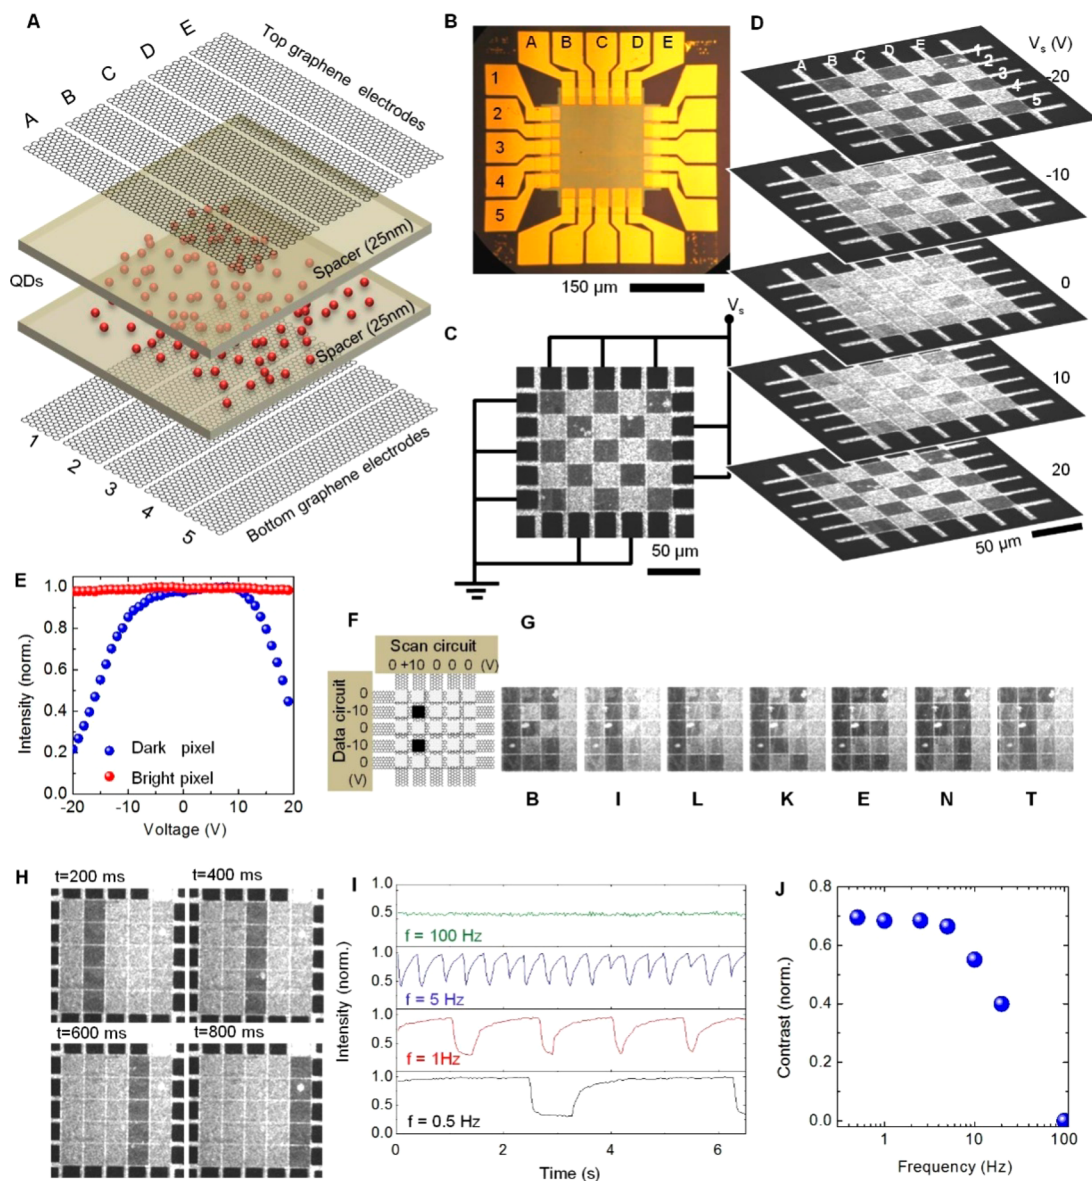 A
A B C D E
Top graphene electrodes
Spacer (25nm)
QDs
Spacer (25nm)
1 2 3 4 5
Bottom graphene electrodes
B
A B C D E
1
2
3
4
5
150 µm
C
Vs
50 µm
D
Vs (V)
A B C D E
1
2
3
4
5
-20
-10
0
10
20
50 µm
E
Intensity (norm.)
1.0
0.8
0.6
0.4
0.2
0.0
Dark pixel
Bright pixel
-20 -10 0 10 20
Voltage (V)
F
Scan circuit
0 +10 0 0 0 (V)
Data circuit
0
-10
0
-10
0
(V)
G
B I L K E N T
H
t=200 ms
t=400 ms
t=600 ms
t=800 ms
I
Intensity (norm.)
1.0
0.5
f = 100 Hz
1.0
0.5
f = 5 Hz
1.0
0.5
f = 1Hz
1.0
0.5
0.0
f = 0.5 Hz
0 2 4 6
Time (s)
J
Contrast (norm.)
0.8
0.6
0.4
0.2
0.0
1 10 100
Frequency (Hz)